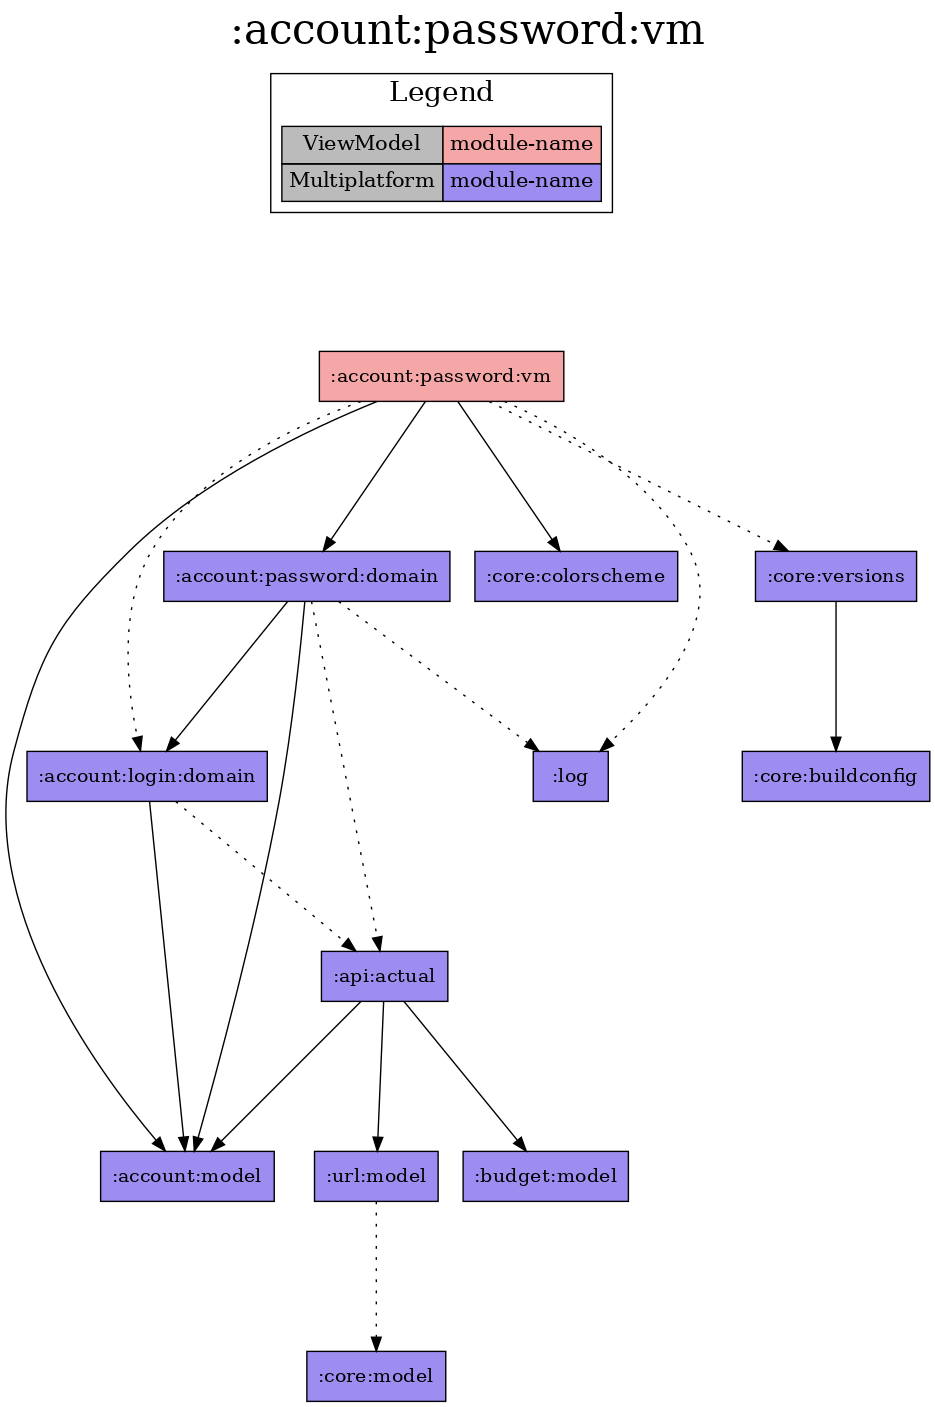 :account:password:vm
Legend
ViewModel module-name
Multiplatform module-name
:account:password:vm
:account:password:domain
:core:colorscheme
:core:versions
:account:login:domain
:log
:core:buildconfig
:api:actual
:account:model
:url:model
:budget:model
:core:model